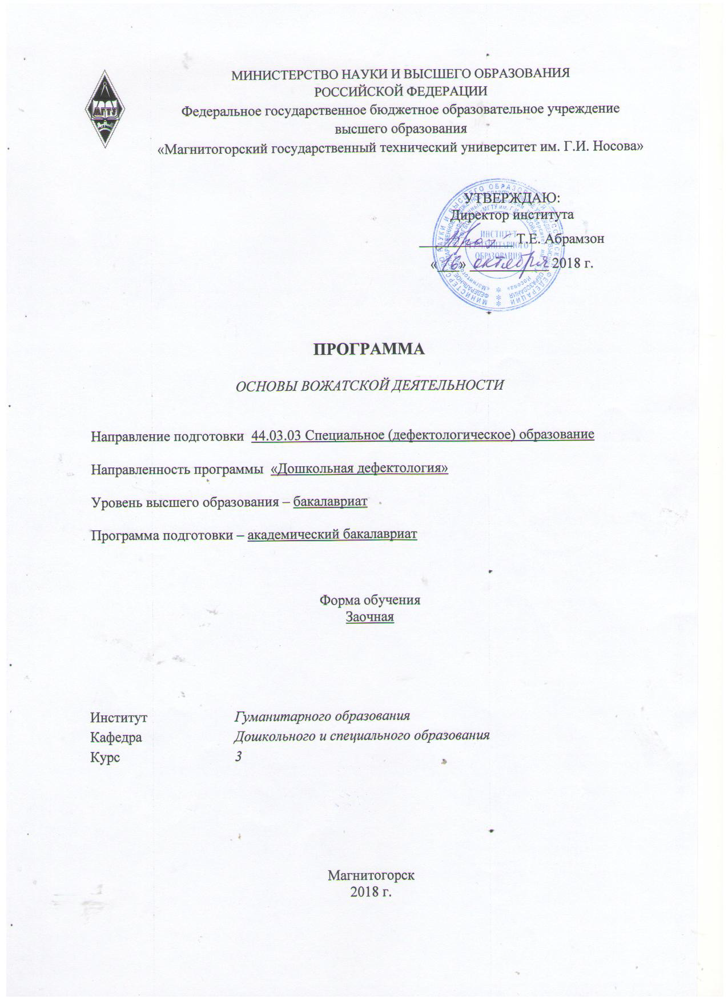 МГТУ
МИНИСТЕРСТВО НАУКИ И ВЫСШЕГО ОБРАЗОВАНИЯ
РОССИЙСКОЙ ФЕДЕРАЦИИ
Федеральное государственное бюджетное образовательное учреждение
высшего образования
«Магнитогорский государственный технический университет им. Г.И. Носова»
УТВЕРЖДАЮ:
Директор института
Т.Е. Абрамзон
« » октября 2018 г.
ИНСТИТУТ
ГУМАНИТАРНОГО
ОБРАЗОВАНИЯ
ПРОГРАММА
ОСНОВЫ ВОЖАТСКОЙ ДЕЯТЕЛЬНОСТИ
Направление подготовки 44.03.03 Специальное (дефектологическое) образование
Направленность программы «Дошкольная дефектология»
Уровень высшего образования – бакалавриат
Программа подготовки – академический бакалавриат
Форма обучения
Заочная
Институт Гуманитарного образования
Кафедра Дошкольного и специального образования
Курс 3
Магнитогорск
2018 г.